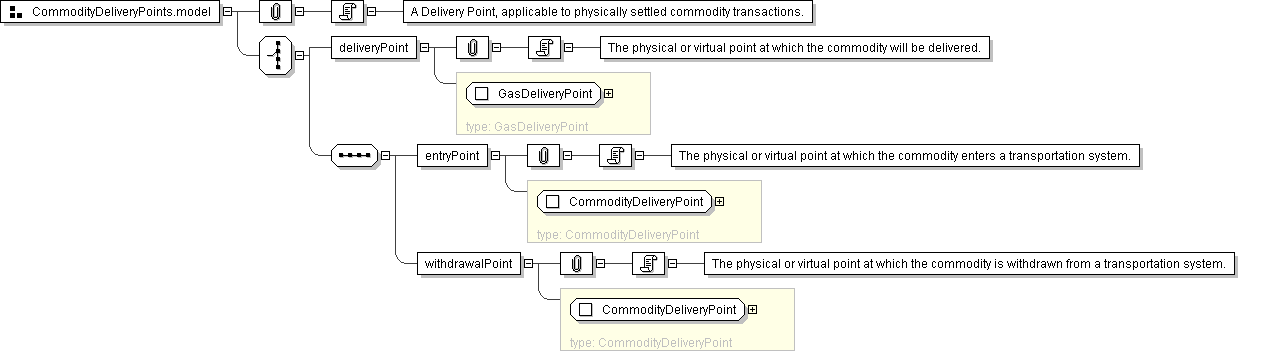 CommodityDeliveryPoints.model
A Delivery Point, applicable to physically settled commodity transactions.
deliveryPoint
The physical or virtual point at which the commodity will be delivered.
GasDeliveryPoint
type: GasDeliveryPoint
entryPoint
The physical or virtual point at which the commodity enters a transportation system.
CommodityDeliveryPoint
type: CommodityDeliveryPoint
withdrawalPoint
The physical or virtual point at which the commodity is withdrawn from a transportation system.
CommodityDeliveryPoint
type: CommodityDeliveryPoint